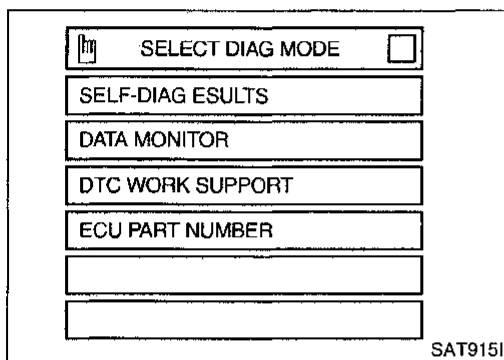 SELECT DIAG MODE
SELF-DIAG ESULTS
DATA MONITOR
DTC WORK SUPPORT
ECU PART NUMBER
SAT915I